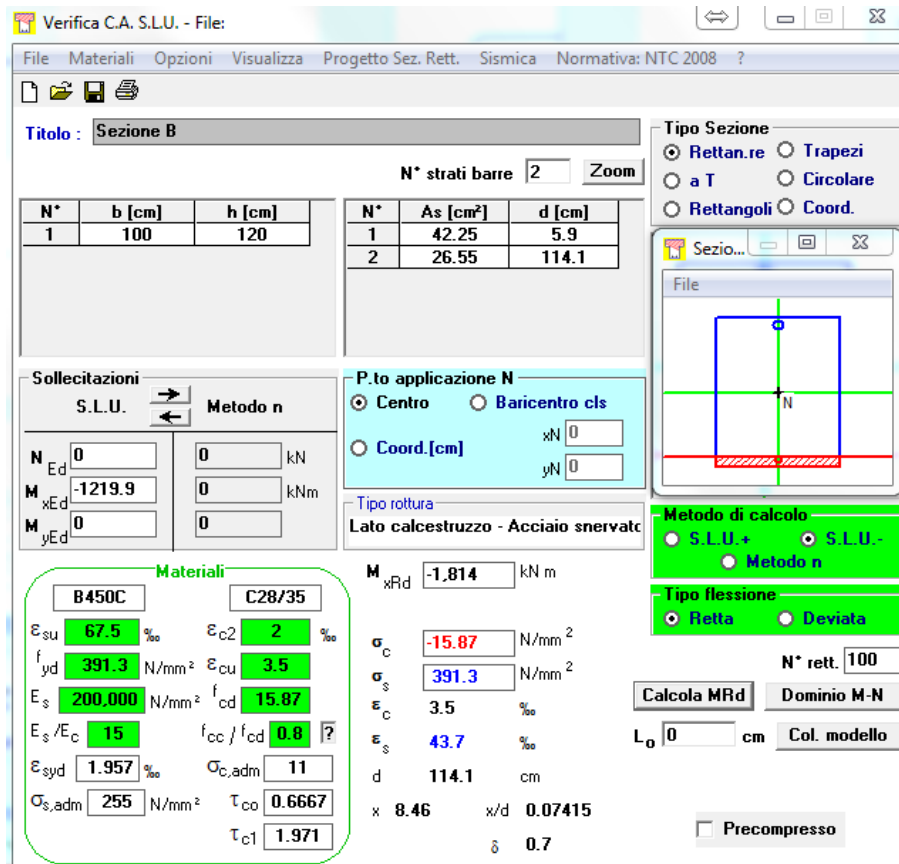 Verifica C.A. S.L.U. - File:
File Materiali Opzioni Visualizza Progetto Sez. Rett. Sismica Normativa: NTC 2008 ?
Titolo : Sezione B
N° strati barre 2 Zoom
N° b [cm] h [cm]
1 100 120
N° As [cm²] d [cm]
1 42.25 5.9
2 26.55 114.1
Tipo Sezione
Rettan.re Trapezi
a T Circolare
Rettangoli Coord.
Sezio...
File
N
Sollecitazioni
S.L.U. Metodo n
N Ed 0 0 kN
M xEd -1219.9 0 kNm
M yEd 0 0
P.to applicazione N
Centro Baricentro cls
Coord.[cm] xN 0
yN 0
Tipo rottura
Lato calcestruzzo - Acciaio snervato
Metodo di calcolo
S.L.U.+ S.L.U.-
Metodo n
Tipo flessione
Retta Deviata
N° rett. 100
Calcola MRd Dominio M-N
L o 0 cm Col. modello
Precompresso
Materiali
B450C C28/35
εsu 67.5 ‰ εc2 2 ‰
fyd 391.3 N/mm² εcu 3.5
Es 200,000 N/mm² fcd 15.87
Es/Ec 15 fcc / fcd 0.8 ?
εsyd 1.957 ‰ σc,adm 11
σs,adm 255 N/mm² τco 0.6667
τc1 1.971
M xRd -1,814 kN m
σc -15.87 N/mm²
σs 391.3 N/mm²
εc 3.5 ‰
εs 43.7 ‰
d 114.1 cm
x 8.46 x/d 0.07415
δ 0.7